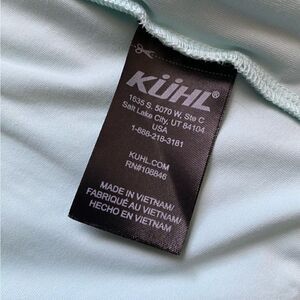 KÜHL®
1635 S. 5070 W, Ste C
Salt Lake City, UT 84104
USA
1-888-218-3181
KUHL.COM
RN#108846
MADE IN VIETNAM/
FABRIQUÉ AU VIETNAM/
HECHO EN VIETNAM